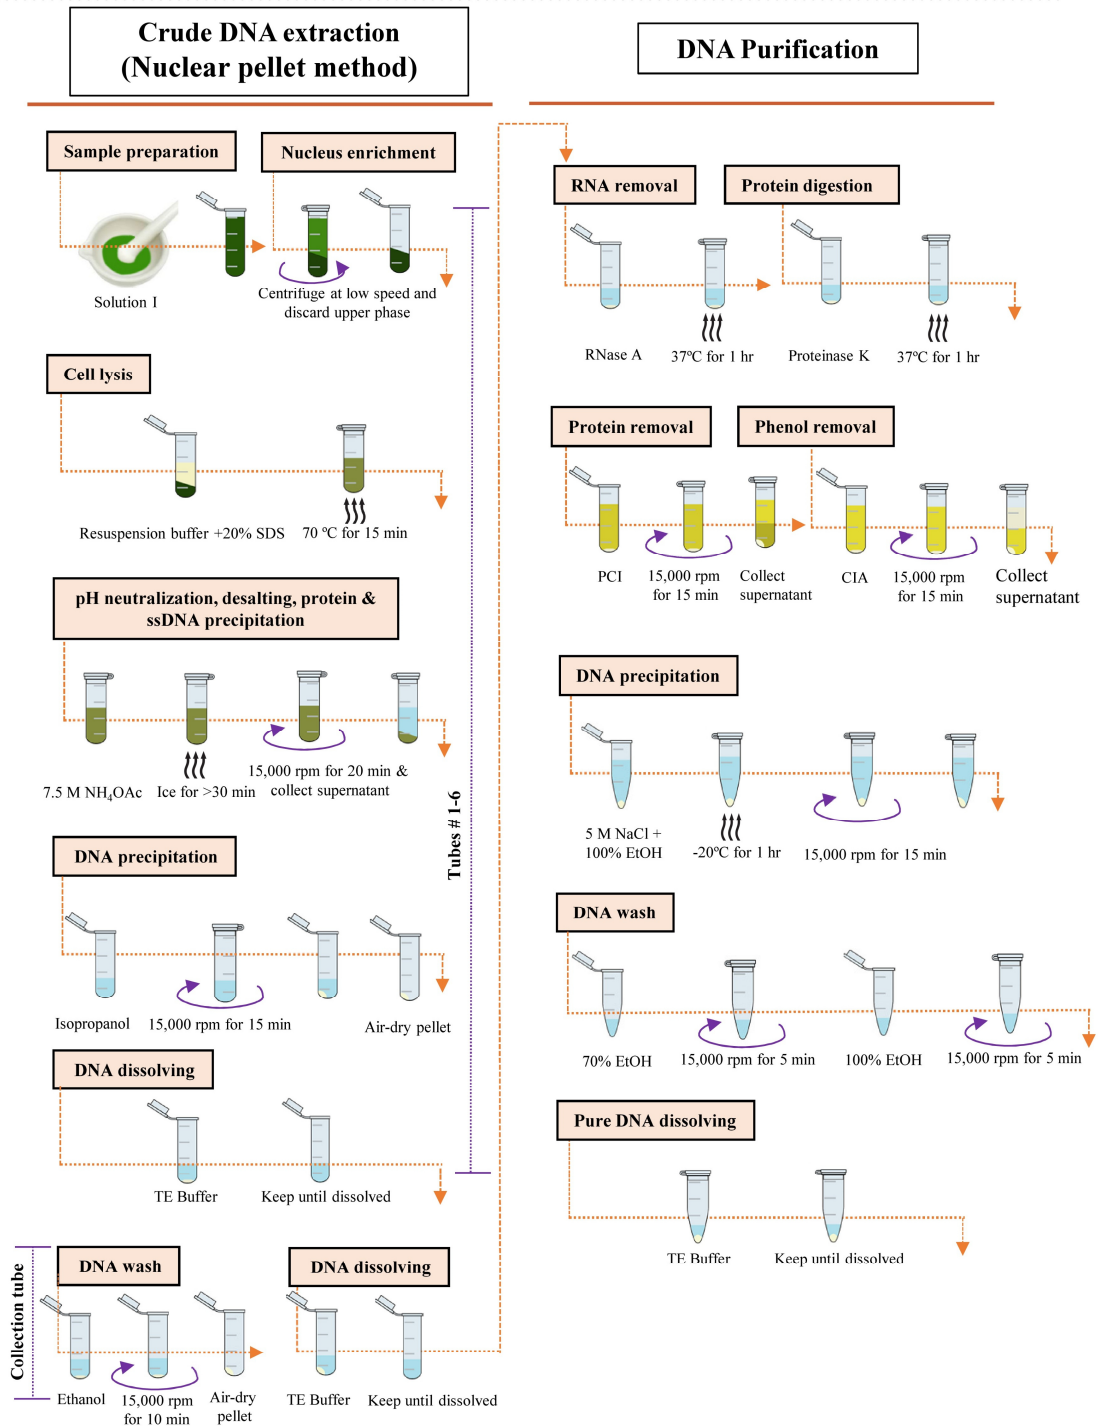 Crude DNA extraction
(Nuclear pellet method)
Sample preparation
Nucleus enrichment
Solution I
Centrifuge at low speed and
discard upper phase
Cell lysis
Resuspension buffer +20% SDS
70 ºC for 15 min
pH neutralization, desalting, protein &
ssDNA precipitation
7.5 M NH₄OAc
Ice for >30 min
15,000 rpm for 20 min &
collect supernatant
DNA precipitation
Isopropanol
15,000 rpm for 15 min
Air-dry pellet
DNA dissolving
TE Buffer
Keep until dissolved
Tubes # 1-6
Collection tube
DNA wash
Ethanol
15,000 rpm
for 10 min
Air-dry
pellet
DNA dissolving
TE Buffer
Keep until dissolved
DNA Purification
RNA removal
RNase A
37ºC for 1 hr
Protein digestion
Proteinase K
37ºC for 1 hr
Protein removal
PCI
15,000 rpm
for 15 min
Collect
supernatant
Phenol removal
CIA
15,000 rpm
for 15 min
Collect
supernatant
DNA precipitation
5 M NaCl +
100% EtOH
-20ºC for 1 hr
15,000 rpm for 15 min
DNA wash
70% EtOH
15,000 rpm for 5 min
100% EtOH
15,000 rpm for 5 min
Pure DNA dissolving
TE Buffer
Keep until dissolved